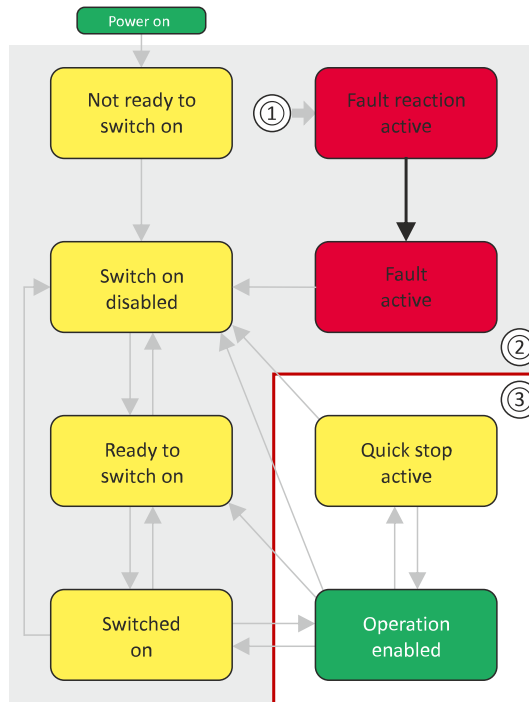 Power on
Not ready to
switch on
1
Fault reaction
active
Switch on
disabled
Fault
active
2
3
Ready to
switch on
Quick stop
active
Switched
on
Operation
enabled